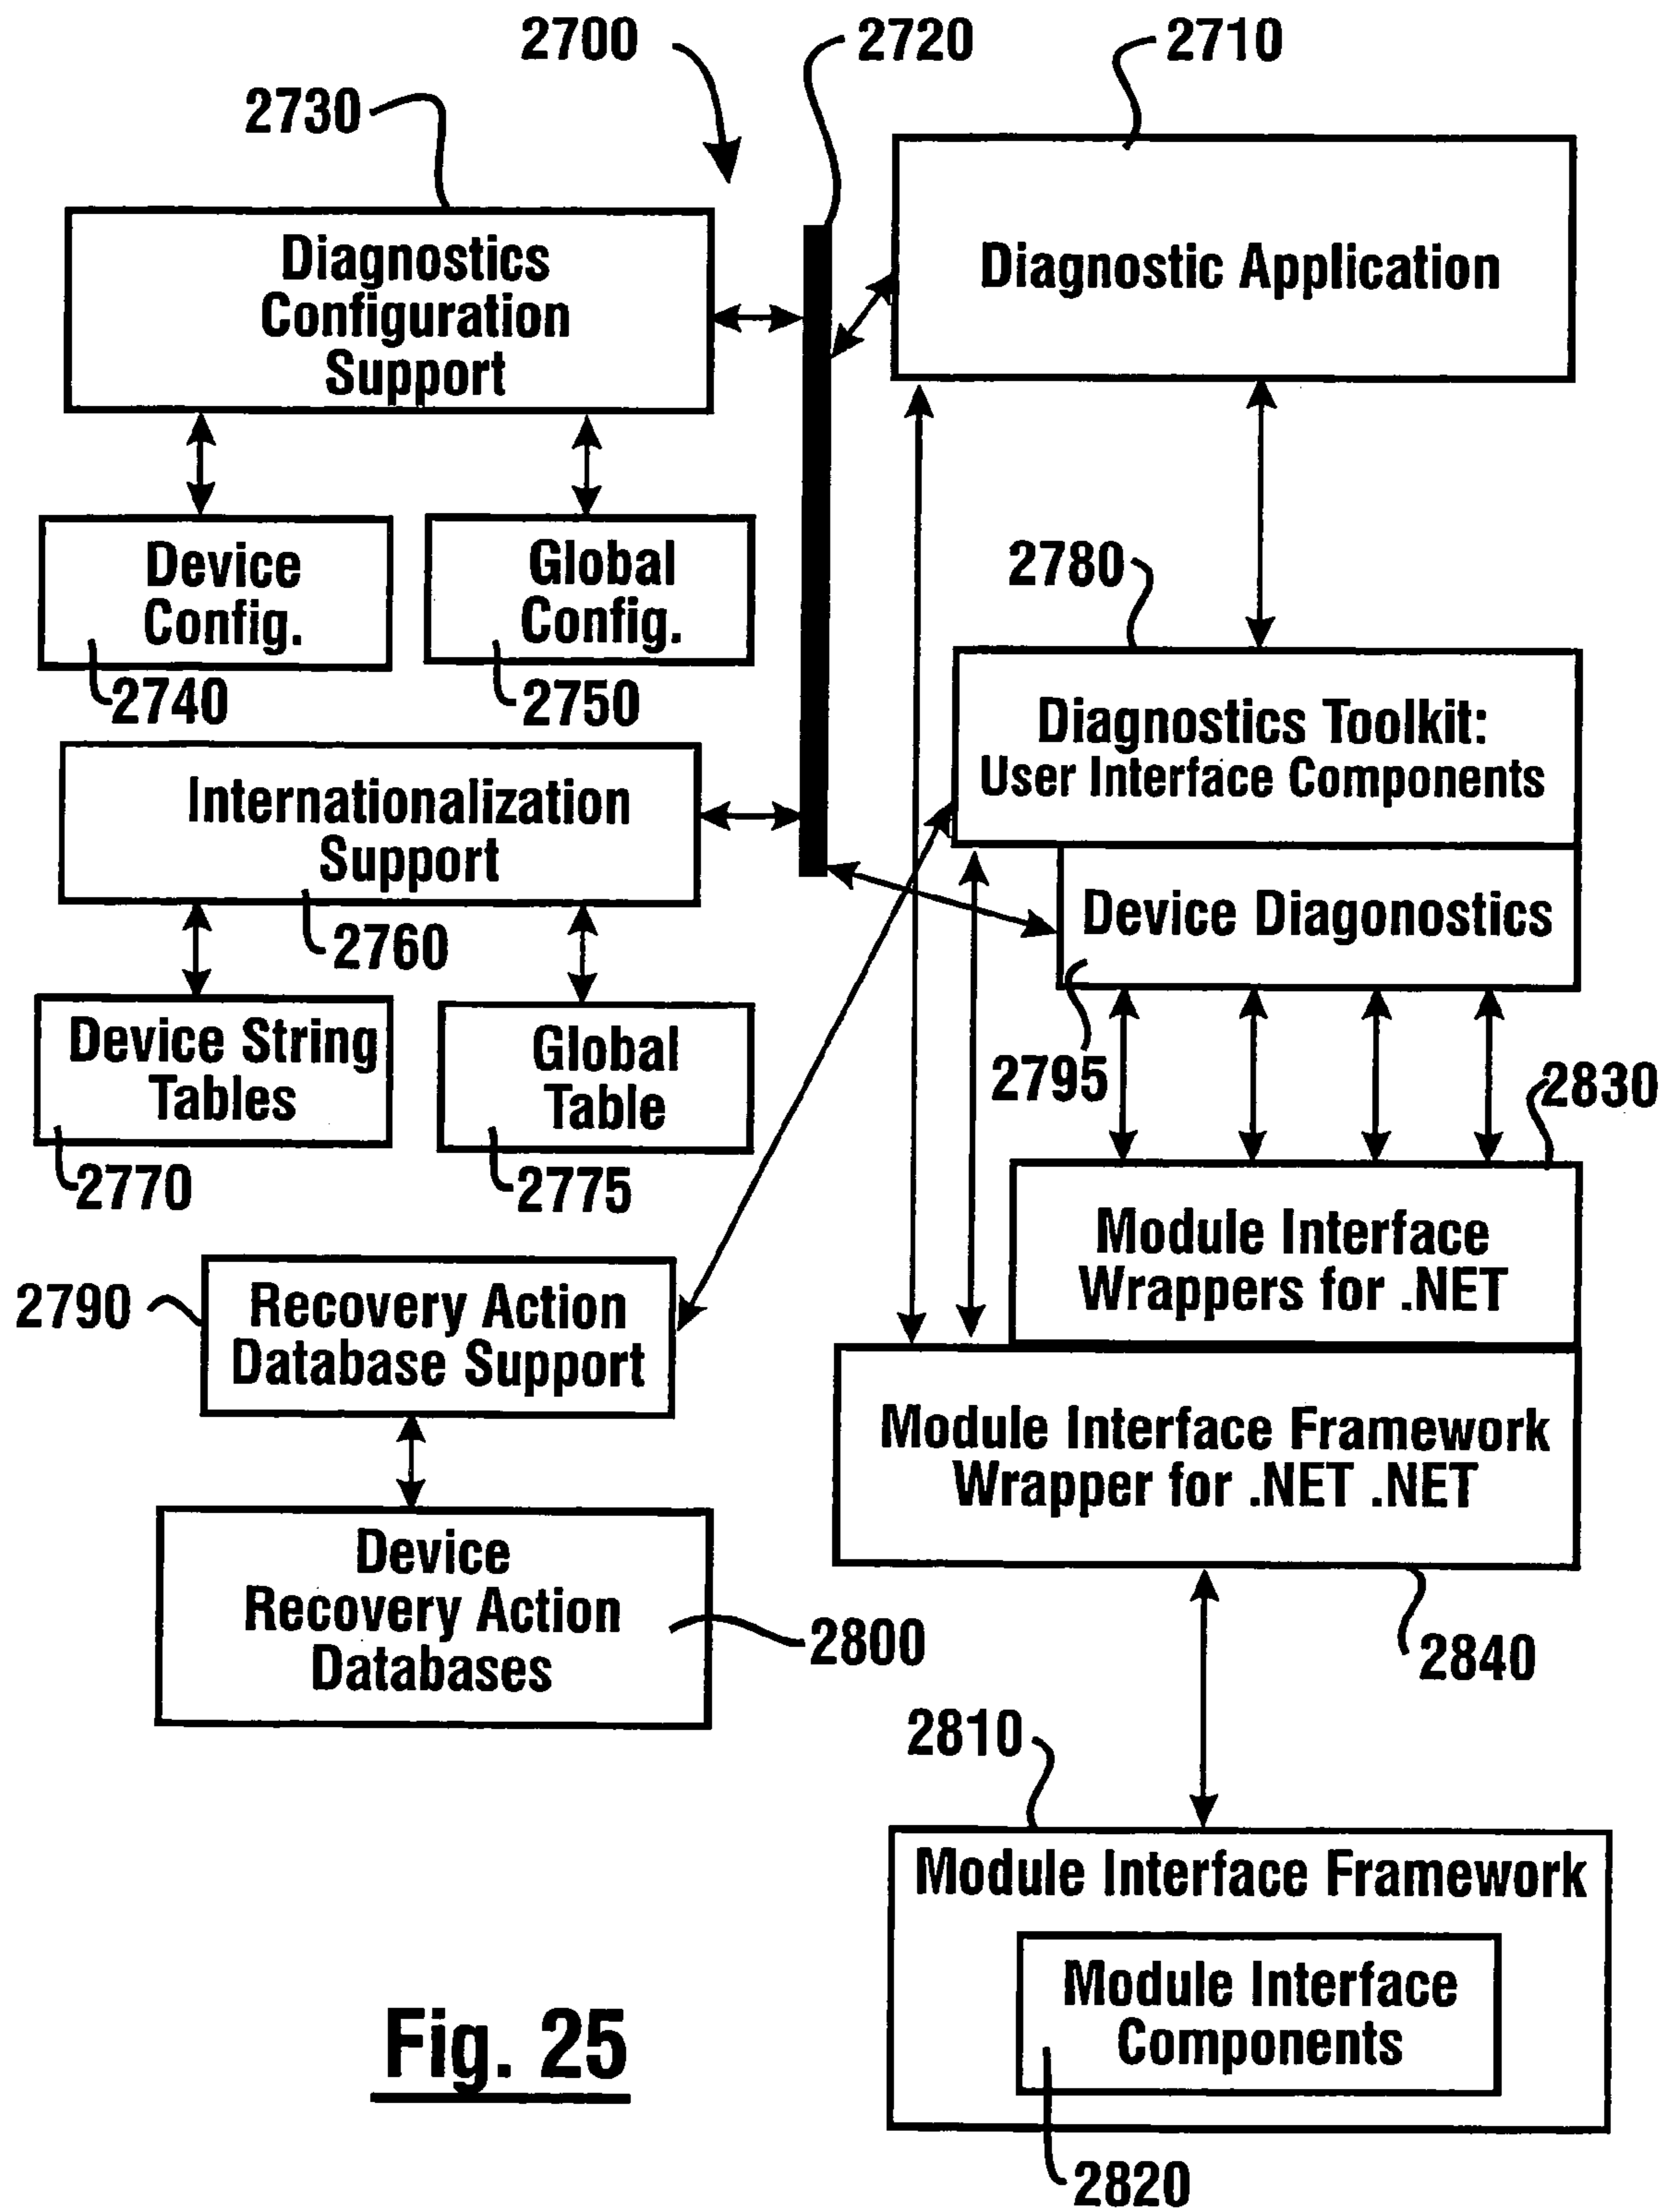 2700
2720
2710
2730
Diagnostics
Configuration
Support
Diagnostic Application
Device
Config.
Global
Config.
2780
2740
2750
Diagnostics Toolkit:
User Interface Components
Internationalization
Support
Device Diagonostics
2760
Device String
Tables
Global
Table
2795
2830
2770
2775
Module Interface
Wrappers for .NET
2790
Recovery Action
Database Support
Module Interface Framework
Wrapper for .NET .NET
Device
Recovery Action
Databases
2800
2840
2810
Module Interface Framework
Module Interface
Components
Fig. 25
2820